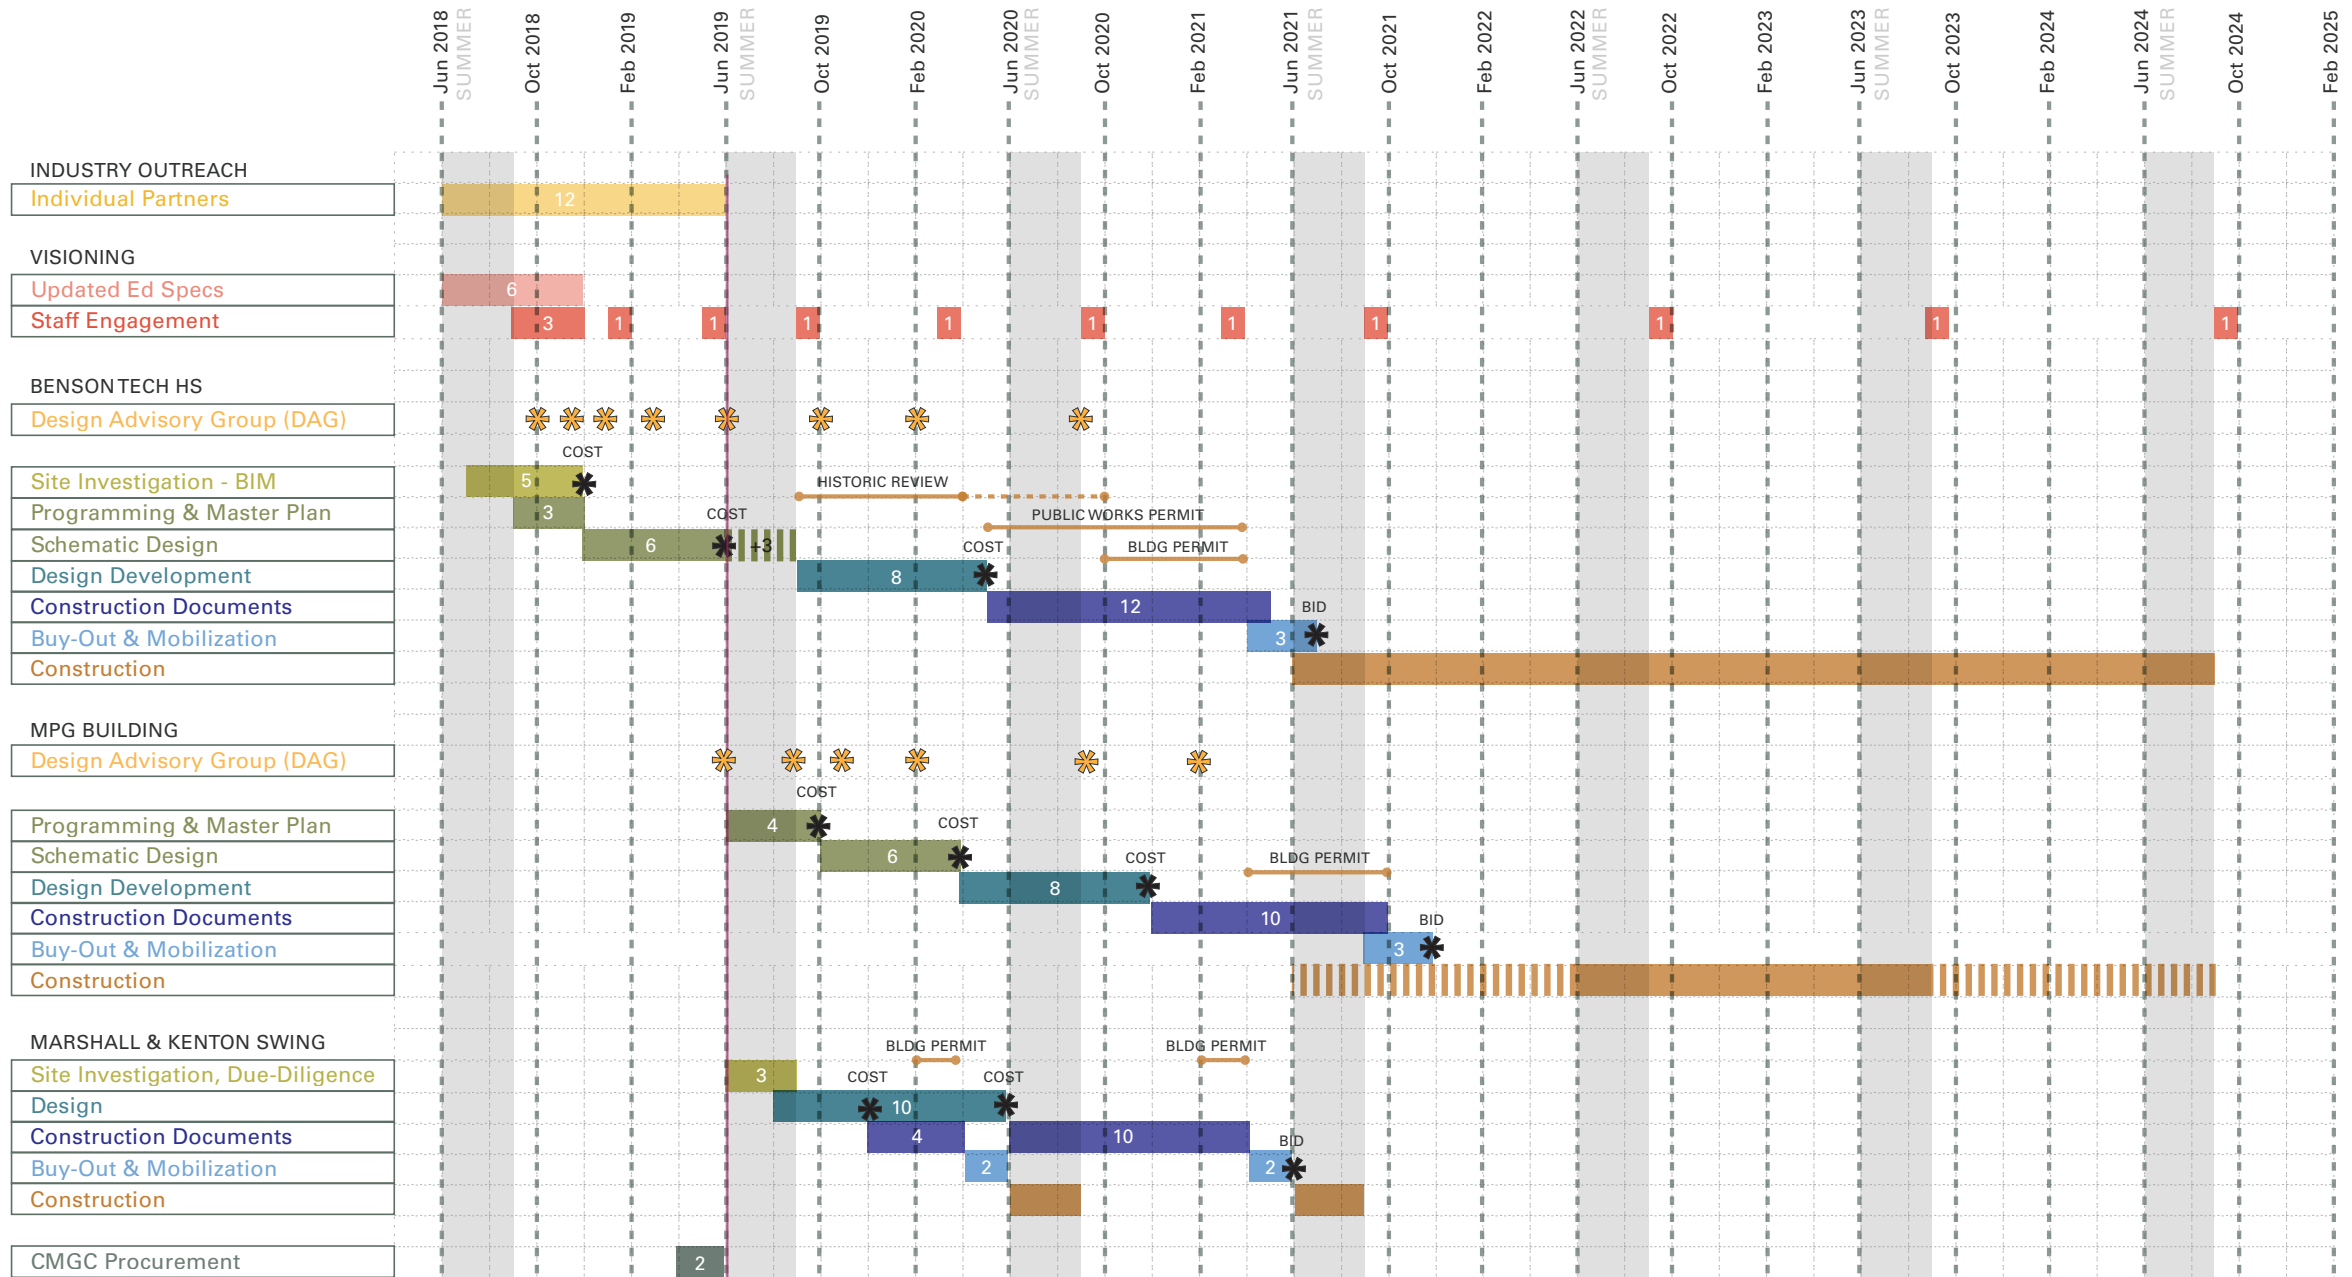 Jun 2018
SUMMER
Oct 2018
Feb 2019
Jun 2019
SUMMER
Oct 2019
Feb 2020
Jun 2020
SUMMER
Oct 2020
Feb 2021
Jun 2021
SUMMER
Oct 2021
Feb 2022
Jun 2022
SUMMER
Oct 2022
Feb 2023
Jun 2023
SUMMER
Oct 2023
Feb 2024
Jun 2024
SUMMER
Oct 2024
Feb 2025
INDUSTRY OUTREACH
Individual Partners
12
VISIONING
Updated Ed Specs
6
Staff Engagement
3
1
1
1
1
1
1
1
1
1
1
BENSON TECH HS
Design Advisory Group (DAG)
COST
Site Investigation - BIM
5
HISTORIC REVIEW
Programming & Master Plan
3
COST
PUBLIC WORKS PERMIT
Schematic Design
6
+3
COST
BLDG PERMIT
Design Development
8
Construction Documents
12
BID
Buy-Out & Mobilization
3
Construction
MPG BUILDING
Design Advisory Group (DAG)
COST
Programming & Master Plan
4
COST
Schematic Design
6
COST
BLDG PERMIT
Design Development
8
Construction Documents
10
BID
Buy-Out & Mobilization
3
Construction
MARSHALL & KENTON SWING
BLDG PERMIT
BLDG PERMIT
Site Investigation, Due-Diligence
3
COST
COST
Design
10
Construction Documents
4
10
BID
Buy-Out & Mobilization
2
2
Construction
CMGC Procurement
2